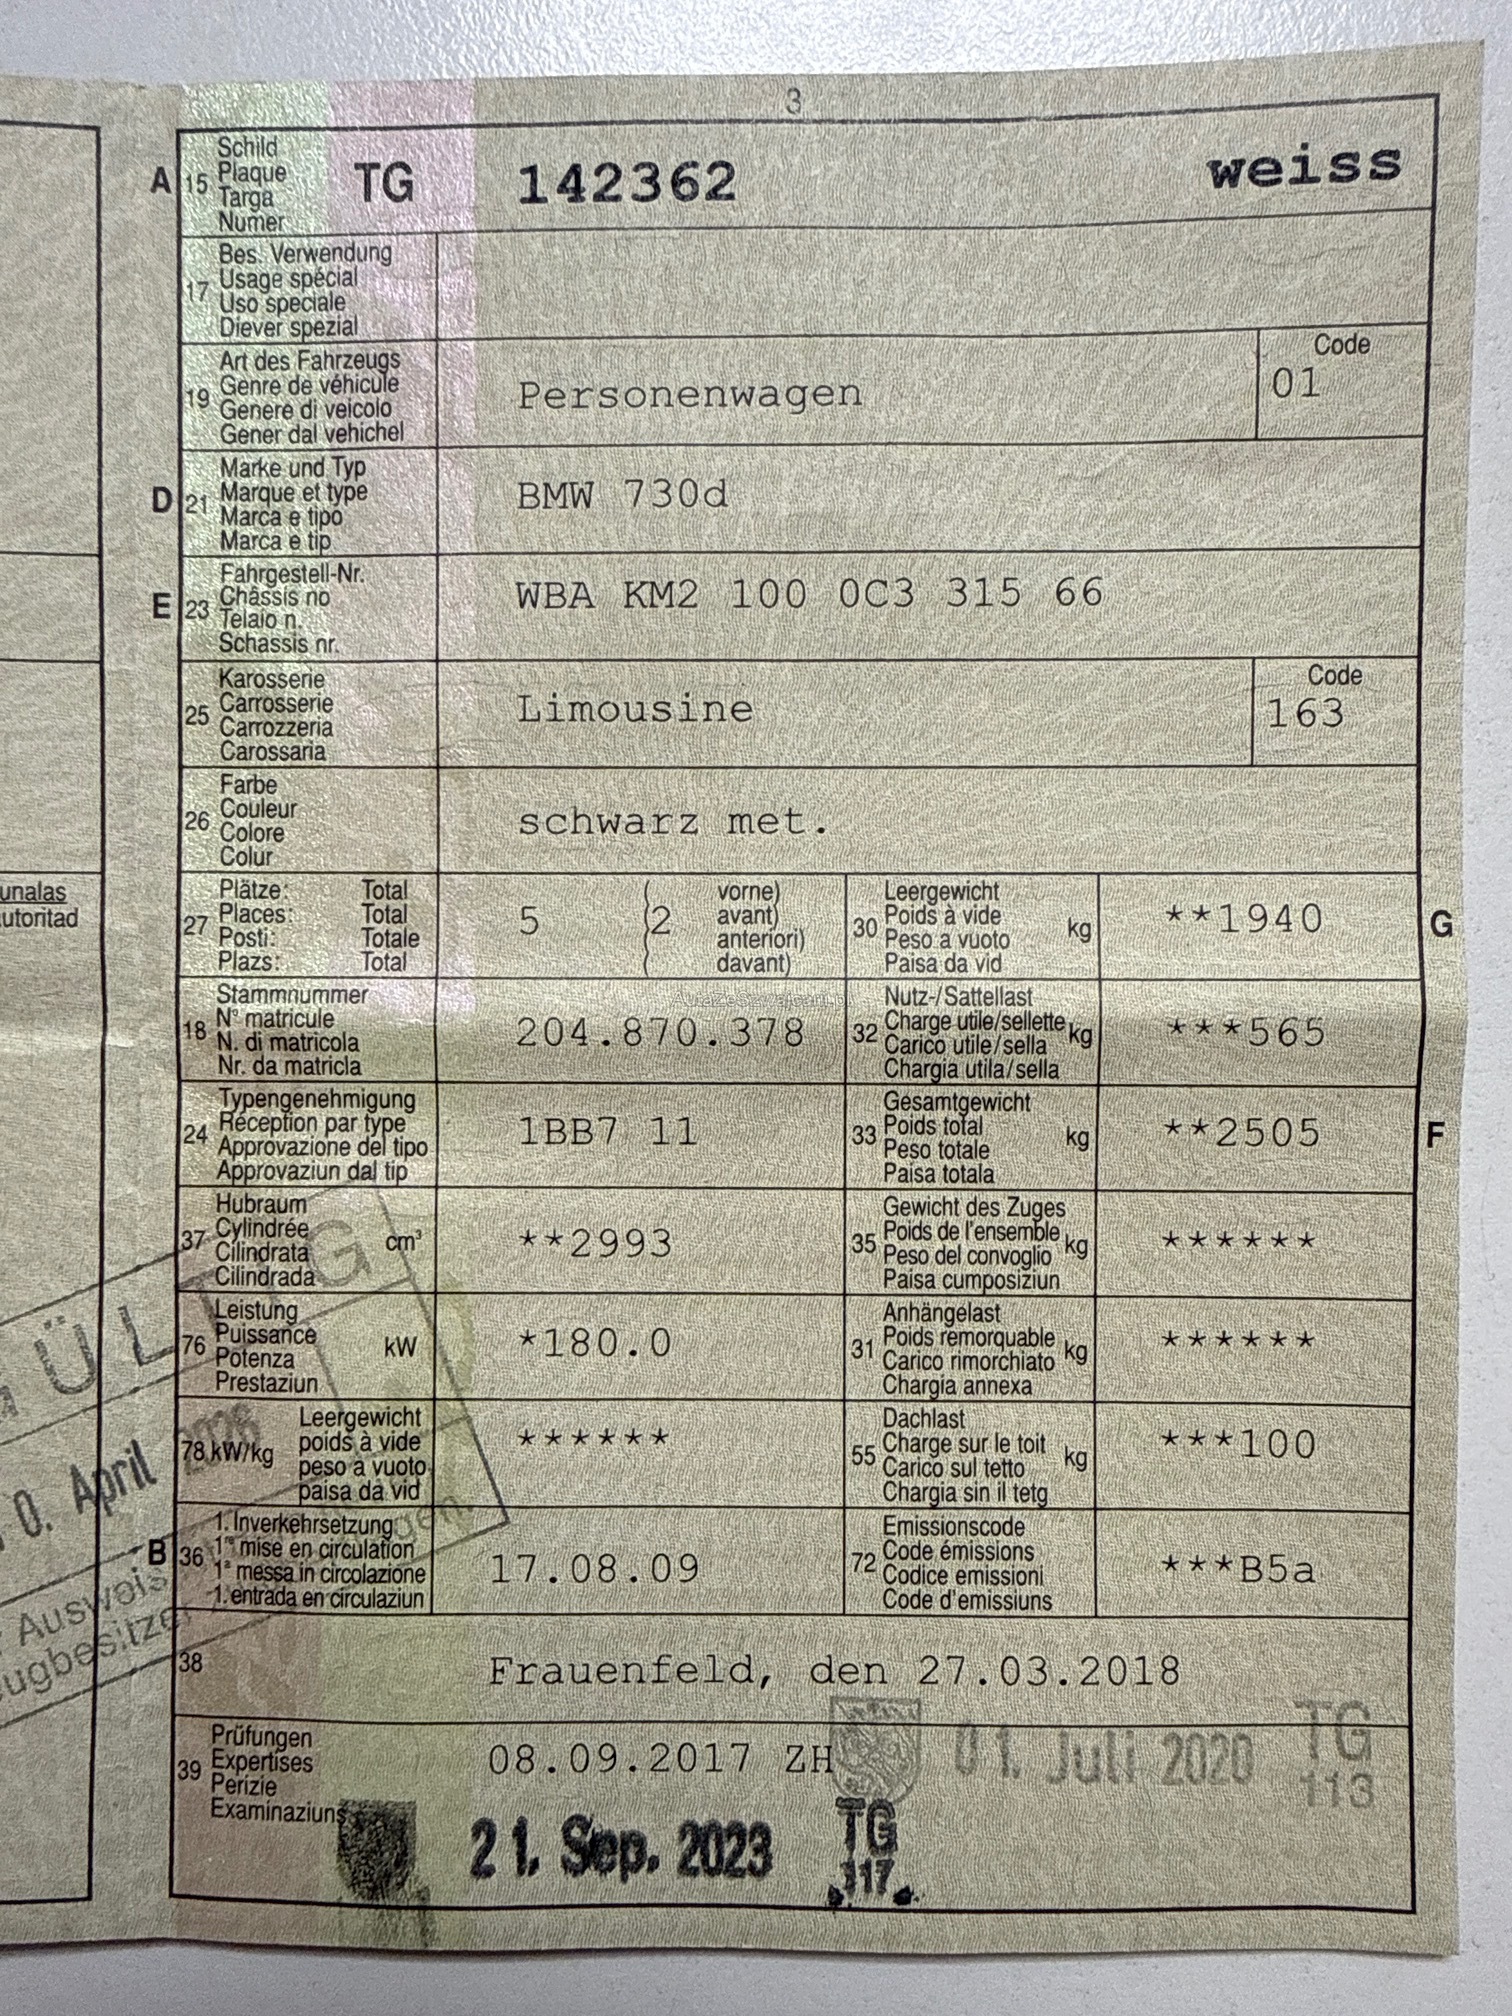 3
A 15 Schild
Plaque
Targa
Numer
TG 142362 weiss
17 Bes. Verwendung
Usage spécial
Uso speciale
Diever spezial
19 Art des Fahrzeugs
Genre de véhicule
Genere di veicolo
Gener dal vehichel
Personenwagen
Code
01
D 21 Marke und Typ
Marque et type
Marca e tipo
Marca e tip
BMW 730d
E 23 Fahrgestell-Nr.
Châssis no
Telaio n.
Schassis nr.
WBA KM2 100 0C3 315 66
25 Karosserie
Carrosserie
Carrozzeria
Carossaria
Limousine
Code
163
26 Farbe
Couleur
Colore
Colur
schwarz met.
unalas
utoritad
27 Plätze: Total
Places: Total
Posti: Totale
Plazs: Total
5 (2 vorne)
( avant)
( anteriori)
( davant)
30 Leergewicht
Poids à vide
Peso a vuoto
Paisa da vid
kg
**1940
G
18 Stammnummer
N° matricule
N. di matricola
Nr. da matricla
204.870.378
32 Nutz-/Sattellast
Charge utile/sellette
Carico utile/sella
Chargia utila/sella
kg
***565
24 Typengenehmigung
Réception par type
Approvazione del tipo
Approvaziun dal tip
1BB7 11
33 Gesamtgewicht
Poids total
Peso totale
Paisa totala
kg
**2505
F
37 Hubraum
Cylindrée
Cilindrata
Cilindrada
cm³
**2993
35 Gewicht des Zuges
Poids de l'ensemble
Peso del convoglio
Paisa cumposiziun
kg
******
76 Leistung
Puissance
Potenza
Prestaziun
kW
*180.0
31 Anhängelast
Poids remorquable
Carico rimorchiato
Chargia annexa
kg
******
78 kW/kg Leergewicht
poids à vide
peso a vuoto
paisa da vid
******
55 Dachlast
Charge sur le toit
Carico sul tetto
Chargia sin il tetg
kg
***100
B 36 1. Inverkehrsetzung
1re mise en circulation
1a messa in circolazione
1. entrada en circulaziun
17.08.09
72 Emissionscode
Code émissions
Codice emissioni
Code d'emissiuns
***B5a
ÜLTIG
0. April
Ausweis
ugbesitzer
38 Frauenfeld, den 27.03.2018
39 Prüfungen
Expertises
Perizie
Examinaziuns
08.09.2017 ZH
01. Juli 2020 TG
113
21. Sep. 2023 TG
117